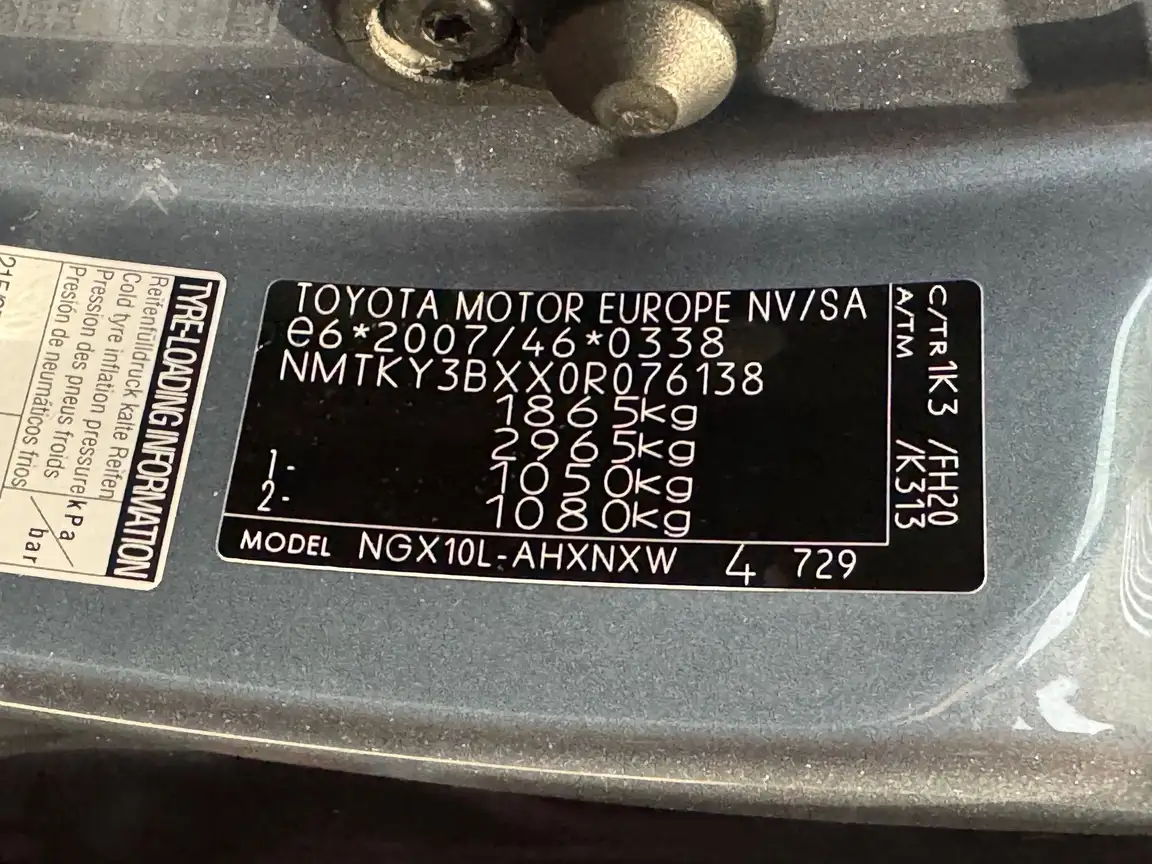 TYRE-LOADING INFORMATION
Reifenfülldruck kalte Reifen
Cold tyre inflation pressure
Pression des pneus froids
Presión de neumáticos fríos
kPa/
/bar
TOYOTA MOTOR EUROPE NV/SA
e6*2007/46*0338
NMTKY3BXX0R076138
1865kg
2965kg
1- 1050kg
2- 1080kg
MODEL NGX10L-AHXNXW 4 729
C/TR 1K3 /FH20
A/TM /K313